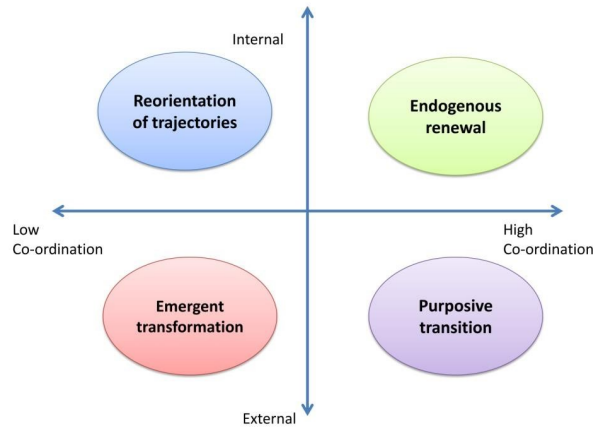 Internal
Reorientation
of trajectories
Endogenous
renewal
Low
Co-ordination
High
Co-ordination
Emergent
transformation
Purposive
transition
External